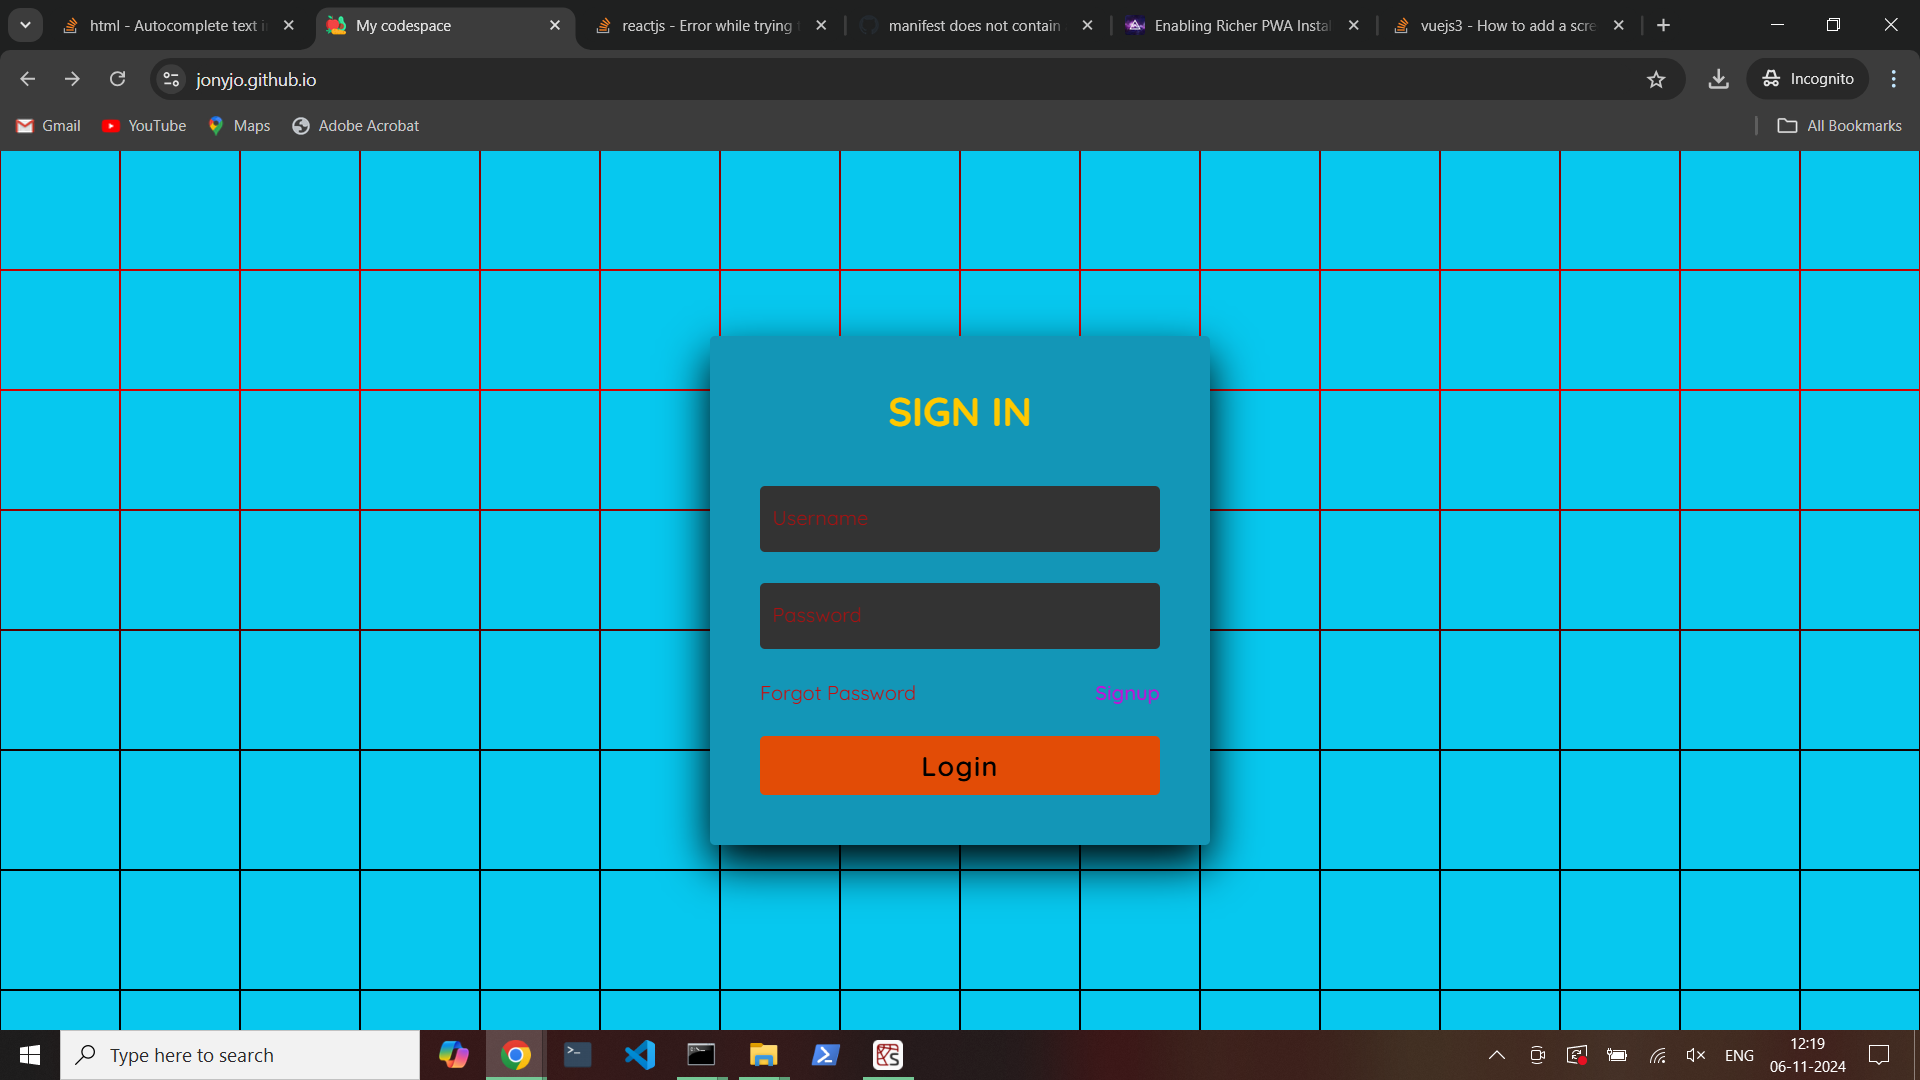 html - Autocomplete text i
My codespace
reactjs - Error while trying
manifest does not contain
Enabling Richer PWA Instal
vuejs3 - How to add a scre
jonyjo.github.io
Incognito
Gmail
YouTube
Maps
Adobe Acrobat
All Bookmarks
SIGN IN
Username
Password
Forgot Password
Signup
Login
Type here to search
ENG
12:19
06-11-2024